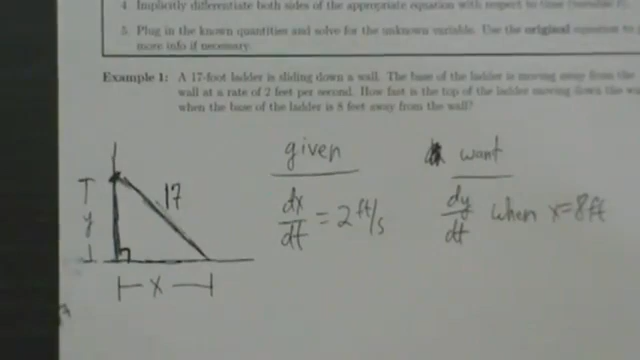 4. Implicitly differentiate both sides of the appropriate equation with respect to time
5. Plug in the known quantities and solve for the unknown variable. Use the original equation to
more info if necessary.
Example 1: A 17-foot ladder is sliding down a wall. The base of the ladder is moving away from the
wall at a rate of 2 feet per second. How fast is the top of the ladder moving down the
when the base of the ladder is 8 feet away from the wall?
given
want
17
y
x
dx/dt = 2 ft/s
dy/dt when x=8ft